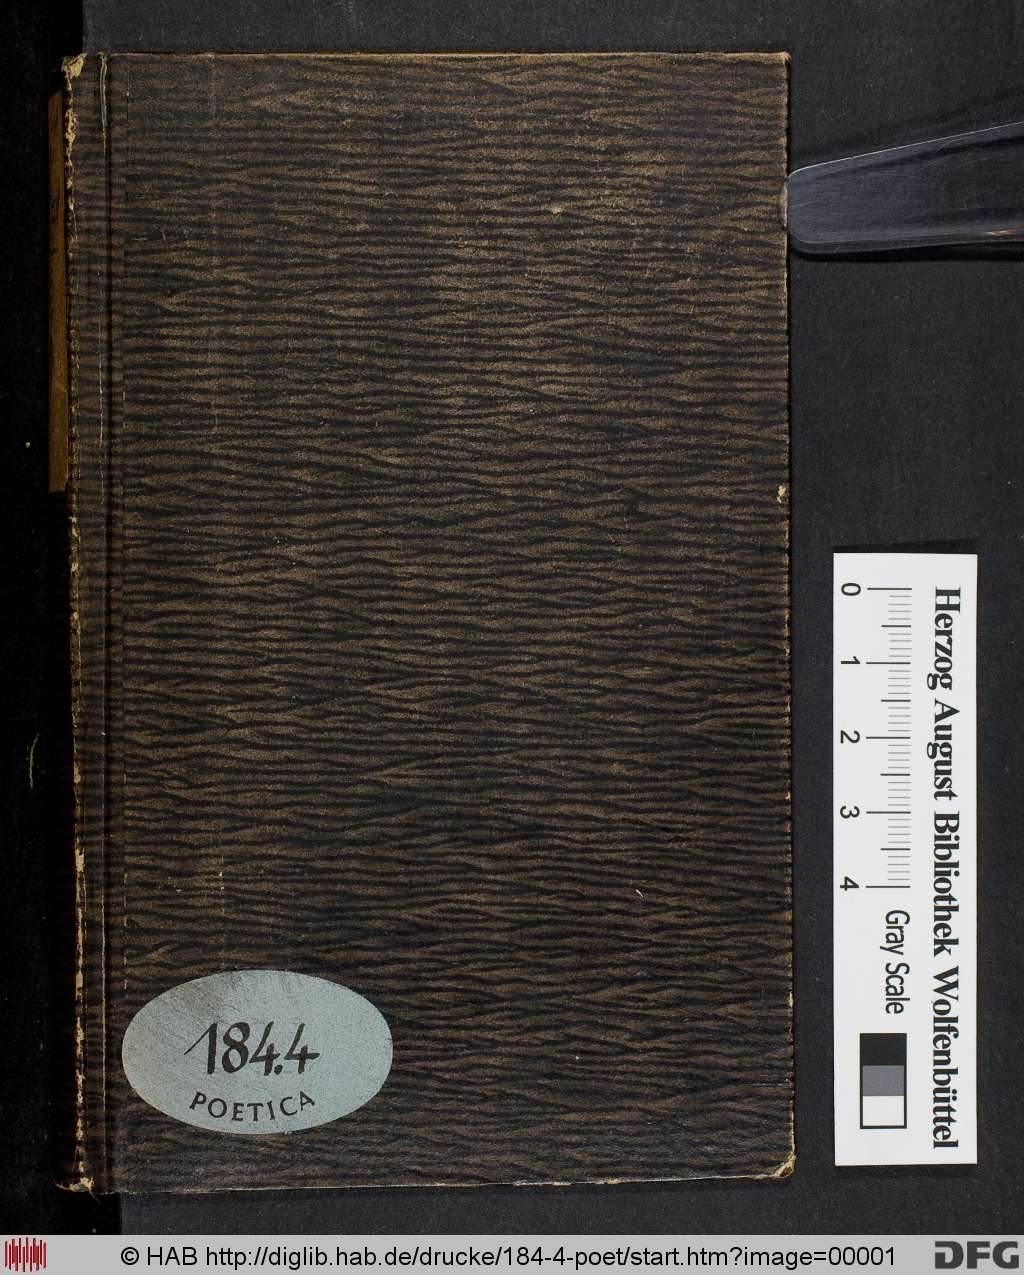 184.4
POETICA
Herzog August Bibliothek Wolfenbüttel
0 1 2 3 4
Gray Scale
© HAB http://diglib.hab.de/drucke/184-4-poet/start.htm?image=00001
DFG